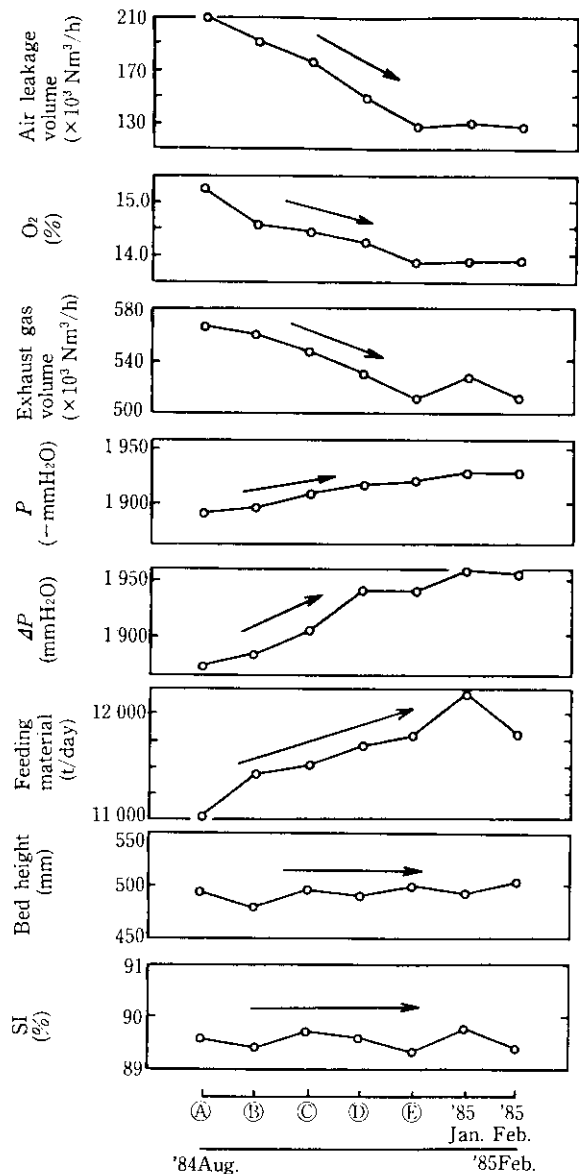 Air leakage
volume
(×10³ Nm³/h)
210
170
130
O₂
(%)
15.0
14.0
Exhaust gas
volume
(×10³ Nm³/h)
580
540
500
P
(−mmH₂O)
1 950
1 900
ΔP
(mmH₂O)
1 950
1 900
Feeding
material
(t/day)
12 000
11 000
Bed height
(mm)
550
500
450
SI
(%)
91
90
89
Ⓐ Ⓑ Ⓒ Ⓓ Ⓔ '85 '85
Jan. Feb.
'84Aug. '85Feb.